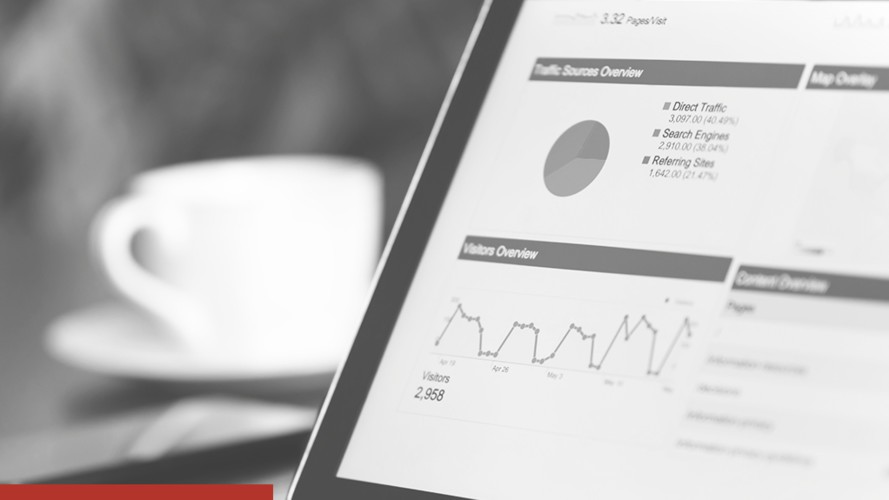 3.32 Pages/Visit
Traffic Sources Overview
Map Overlay
Direct Traffic
3,097.00 (40.49%)
Search Engines
2,910.00 (38.04%)
Referring Sites
1,642.00 (21.47%)
Visitors Overview
Content Overview
Pages
Apr 19
Apr 26
May 3
Visitors
2,958